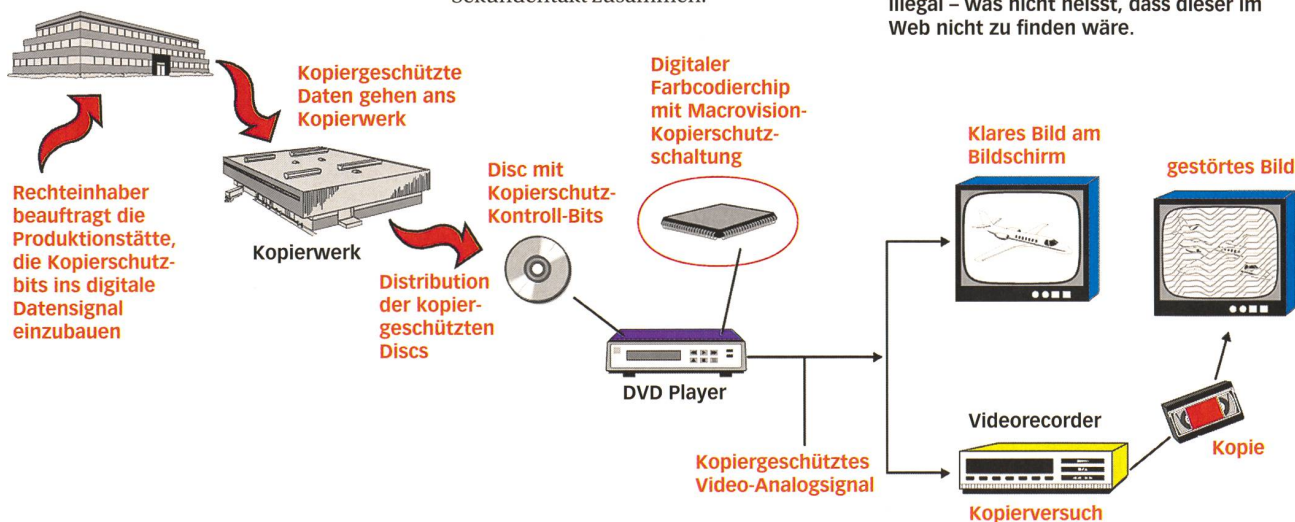 Sekundentakt zusammen.
illegal – was nicht heisst, dass dieser im
Web nicht zu finden wäre.
Rechteinhaber
beauftragt die
Produktionstätte,
die Kopierschutz-
bits ins digitale
Datensignal
einzubauen
Kopiergeschützte
Daten gehen ans
Kopierwerk
Kopierwerk
Distribution
der kopier-
geschützten
Discs
Disc mit
Kopierschutz-
Kontroll-Bits
Digitaler
Farbcodierchip
mit Macrovision-
Kopierschutz-
schaltung
DVD Player
Kopiergeschütztes
Video-Analogsignal
Klares Bild am
Bildschirm
Videorecorder
Kopierversuch
Kopie
gestörtes Bild